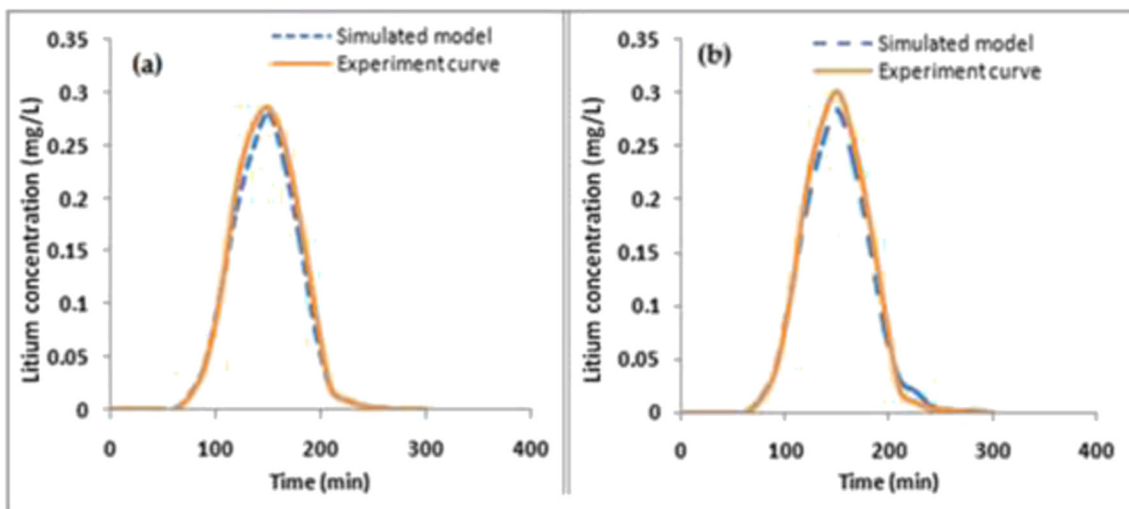 (a)
Simulated model
Experiment curve
Litium concentration (mg/L)
0.35
0.3
0.25
0.2
0.15
0.1
0.05
0
0 100 200 300 400
Time (min)
(b)
Simulated model
Experiment curve
Litium concentration (mg/L)
0.35
0.3
0.25
0.2
0.15
0.1
0.05
0
0 100 200 300 400
Time (min)